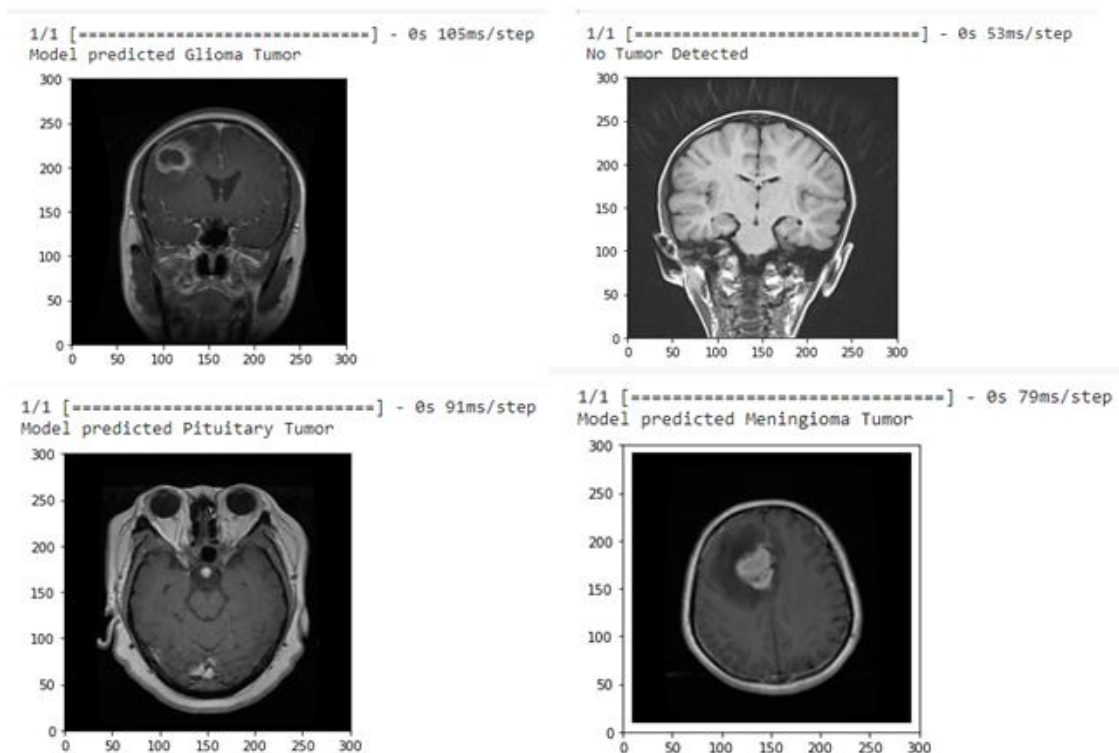 1/1 [==============================] - 0s 105ms/step
Model predicted Glioma Tumor
300
250
200
150
100
50
0
0 50 100 150 200 250 300
1/1 [==============================] - 0s 53ms/step
No Tumor Detected
300
250
200
150
100
50
0
0 50 100 150 200 250 300
1/1 [==============================] - 0s 91ms/step
Model predicted Pituitary Tumor
300
250
200
150
100
50
0
0 50 100 150 200 250 300
1/1 [==============================] - 0s 79ms/step
Model predicted Meningioma Tumor
300
250
200
150
100
50
0
0 50 100 150 200 250 300